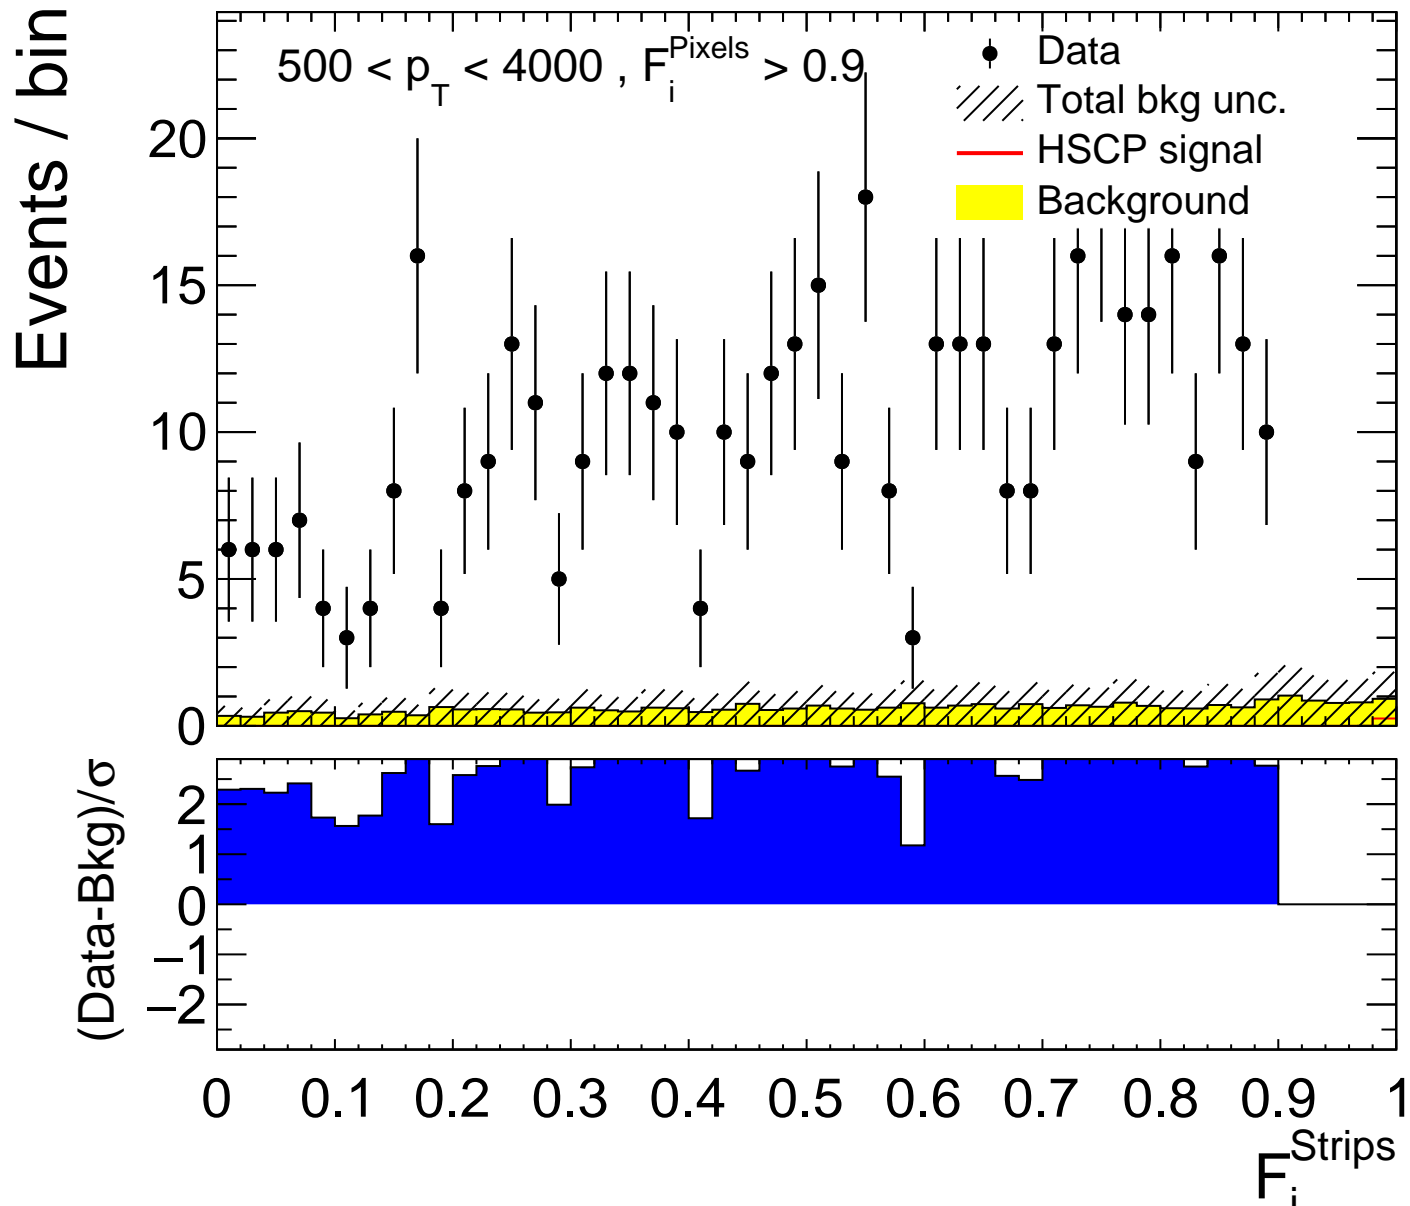 Events / bin
500 < p_T < 4000 , F_i^Pixels > 0.9
Data
Total bkg unc.
HSCP signal
Background
20
15
10
5
0
(Data-Bkg)/σ
2
1
0
−1
−2
0 0.1 0.2 0.3 0.4 0.5 0.6 0.7 0.8 0.9 1
F_i^Strips